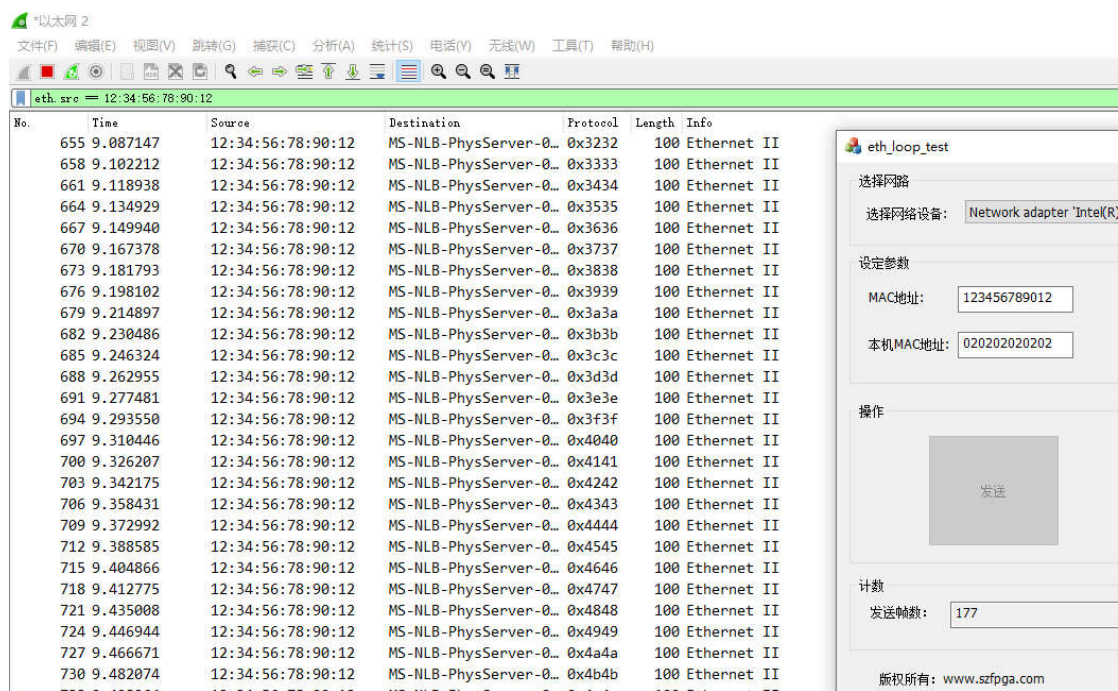 *以太网 2
文件(F) 编辑(E) 视图(V) 跳转(G) 捕获(C) 分析(A) 统计(S) 电话(Y) 无线(W) 工具(T) 帮助(H)
eth.src == 12:34:56:78:90:12
No. Time Source Destination Protocol Length Info
655 9.087147 12:34:56:78:90:12 MS-NLB-PhysServer-0… 0x3232 100 Ethernet II
658 9.102212 12:34:56:78:90:12 MS-NLB-PhysServer-0… 0x3333 100 Ethernet II
661 9.118938 12:34:56:78:90:12 MS-NLB-PhysServer-0… 0x3434 100 Ethernet II
664 9.134929 12:34:56:78:90:12 MS-NLB-PhysServer-0… 0x3535 100 Ethernet II
667 9.149940 12:34:56:78:90:12 MS-NLB-PhysServer-0… 0x3636 100 Ethernet II
670 9.167378 12:34:56:78:90:12 MS-NLB-PhysServer-0… 0x3737 100 Ethernet II
673 9.181793 12:34:56:78:90:12 MS-NLB-PhysServer-0… 0x3838 100 Ethernet II
676 9.198102 12:34:56:78:90:12 MS-NLB-PhysServer-0… 0x3939 100 Ethernet II
679 9.214897 12:34:56:78:90:12 MS-NLB-PhysServer-0… 0x3a3a 100 Ethernet II
682 9.230486 12:34:56:78:90:12 MS-NLB-PhysServer-0… 0x3b3b 100 Ethernet II
685 9.246324 12:34:56:78:90:12 MS-NLB-PhysServer-0… 0x3c3c 100 Ethernet II
688 9.262955 12:34:56:78:90:12 MS-NLB-PhysServer-0… 0x3d3d 100 Ethernet II
691 9.277481 12:34:56:78:90:12 MS-NLB-PhysServer-0… 0x3e3e 100 Ethernet II
694 9.293550 12:34:56:78:90:12 MS-NLB-PhysServer-0… 0x3f3f 100 Ethernet II
697 9.310446 12:34:56:78:90:12 MS-NLB-PhysServer-0… 0x4040 100 Ethernet II
700 9.326207 12:34:56:78:90:12 MS-NLB-PhysServer-0… 0x4141 100 Ethernet II
703 9.342175 12:34:56:78:90:12 MS-NLB-PhysServer-0… 0x4242 100 Ethernet II
706 9.358431 12:34:56:78:90:12 MS-NLB-PhysServer-0… 0x4343 100 Ethernet II
709 9.372992 12:34:56:78:90:12 MS-NLB-PhysServer-0… 0x4444 100 Ethernet II
712 9.388585 12:34:56:78:90:12 MS-NLB-PhysServer-0… 0x4545 100 Ethernet II
715 9.404866 12:34:56:78:90:12 MS-NLB-PhysServer-0… 0x4646 100 Ethernet II
718 9.412775 12:34:56:78:90:12 MS-NLB-PhysServer-0… 0x4747 100 Ethernet II
721 9.435008 12:34:56:78:90:12 MS-NLB-PhysServer-0… 0x4848 100 Ethernet II
724 9.446944 12:34:56:78:90:12 MS-NLB-PhysServer-0… 0x4949 100 Ethernet II
727 9.466671 12:34:56:78:90:12 MS-NLB-PhysServer-0… 0x4a4a 100 Ethernet II
730 9.482074 12:34:56:78:90:12 MS-NLB-PhysServer-0… 0x4b4b 100 Ethernet II
eth_loop_test
选择网路
选择网络设备: Network adapter 'Intel(R)
设定参数
MAC地址: 123456789012
本机MAC地址: 020202020202
操作
发送
计数
发送帧数: 177
版权所有: www.szfpga.com